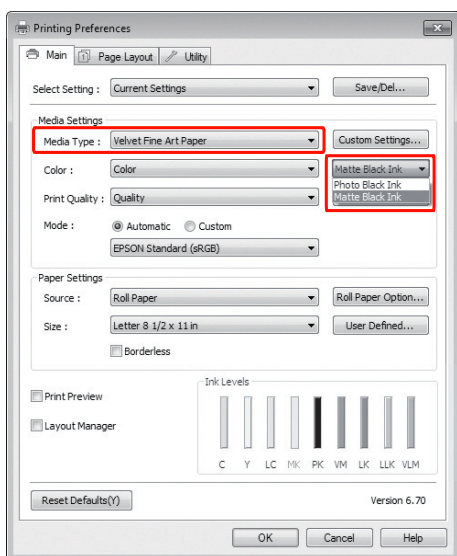 Printing Preferences
Main Page Layout Utility
Select Setting : Current Settings Save/Del...
Media Settings
Media Type : Velvet Fine Art Paper Custom Settings...
Color : Color Matte Black Ink
Photo Black Ink
Matte Black Ink
Print Quality : Quality
Mode : Automatic Custom
EPSON Standard (sRGB)
Paper Settings
Source : Roll Paper Roll Paper Option...
Size : Letter 8 1/2 x 11 in User Defined...
Borderless
Ink Levels
Print Preview
Layout Manager
C Y LC MK PK VM LK LLK VLM
Reset Defaults(Y) Version 6.70
OK Cancel Help